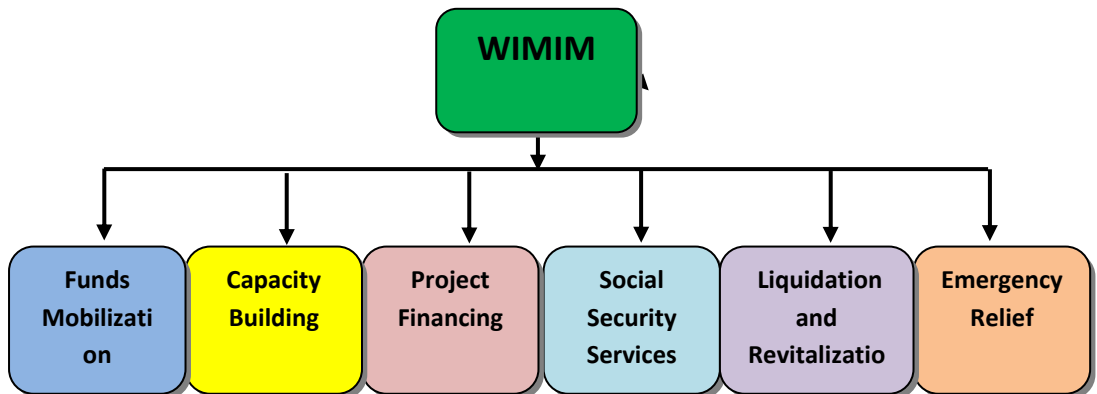 WIMIM
Funds
Mobilizati
on
Capacity
Building
Project
Financing
Social
Security
Services
Liquidation
and
Revitalizatio
Emergency
Relief